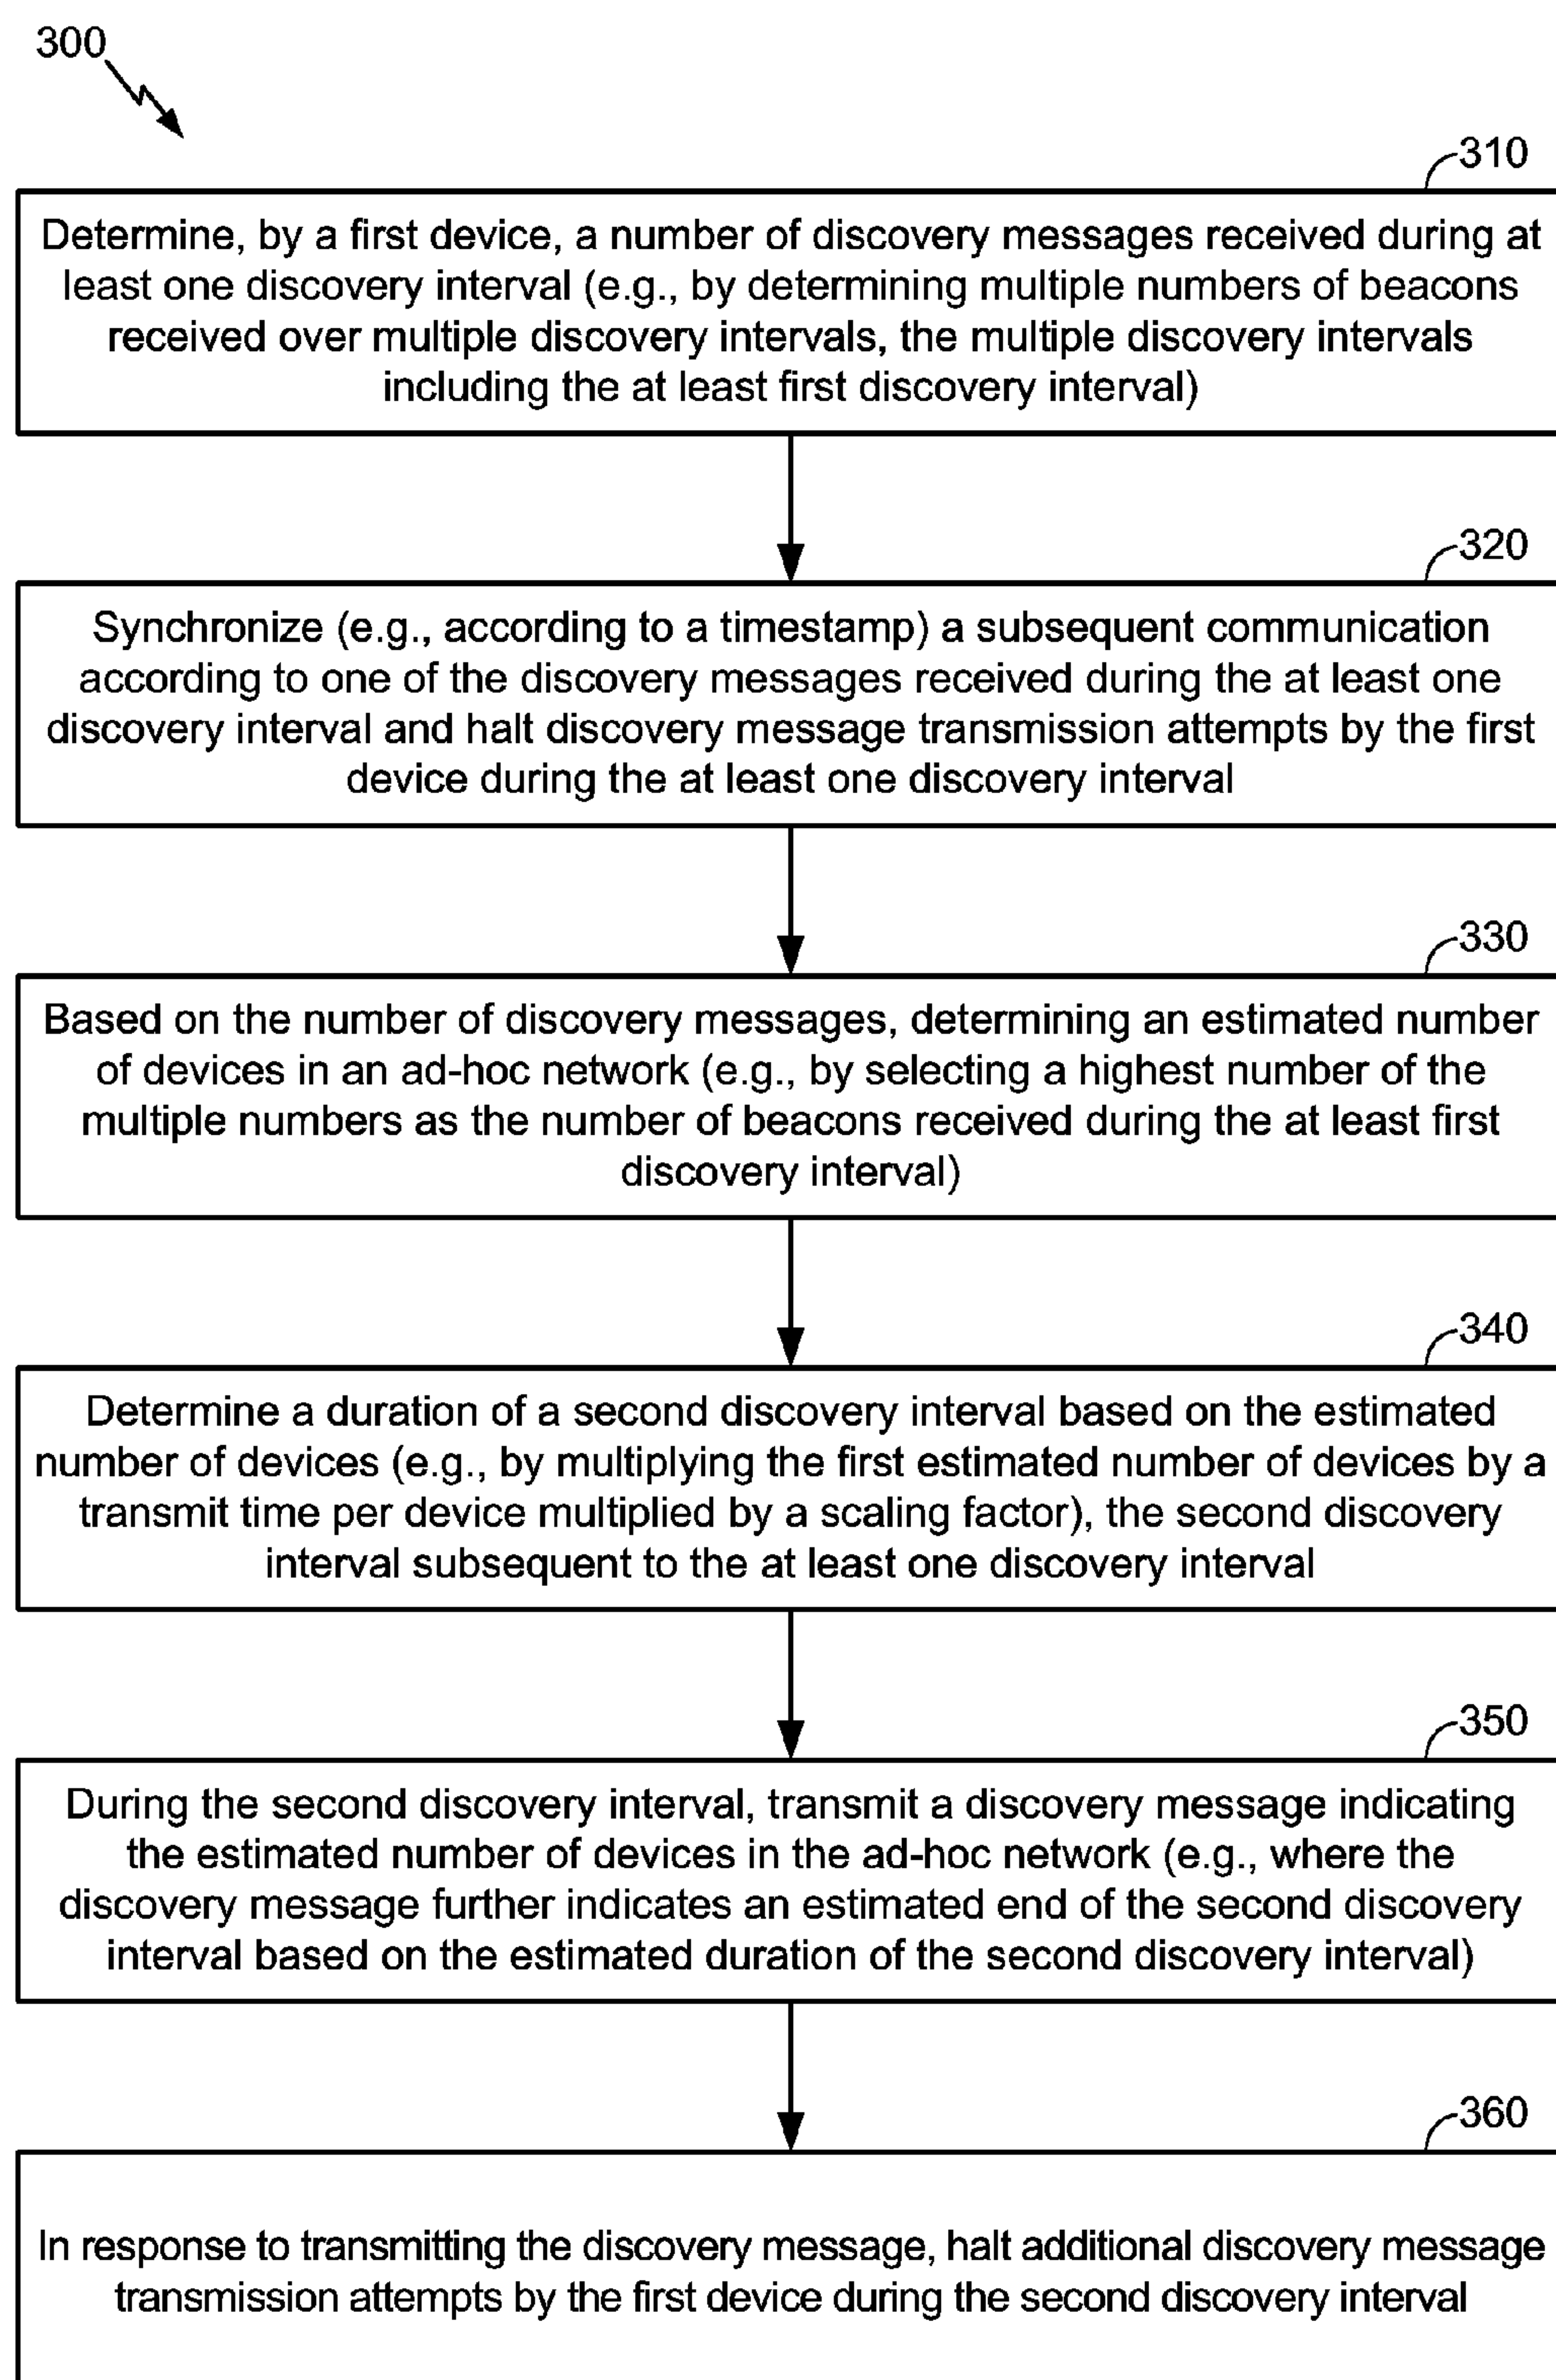 300
310
Determine, by a first device, a number of discovery messages received during at
least one discovery interval (e.g., by determining multiple numbers of beacons
received over multiple discovery intervals, the multiple discovery intervals
including the at least first discovery interval)
320
Synchronize (e.g., according to a timestamp) a subsequent communication
according to one of the discovery messages received during the at least one
discovery interval and halt discovery message transmission attempts by the first
device during the at least one discovery interval
330
Based on the number of discovery messages, determining an estimated number
of devices in an ad-hoc network (e.g., by selecting a highest number of the
multiple numbers as the number of beacons received during the at least first
discovery interval)
340
Determine a duration of a second discovery interval based on the estimated
number of devices (e.g., by multiplying the first estimated number of devices by a
transmit time per device multiplied by a scaling factor), the second discovery
interval subsequent to the at least one discovery interval
350
During the second discovery interval, transmit a discovery message indicating
the estimated number of devices in the ad-hoc network (e.g., where the
discovery message further indicates an estimated end of the second discovery
interval based on the estimated duration of the second discovery interval)
360
In response to transmitting the discovery message, halt additional discovery message
transmission attempts by the first device during the second discovery interval